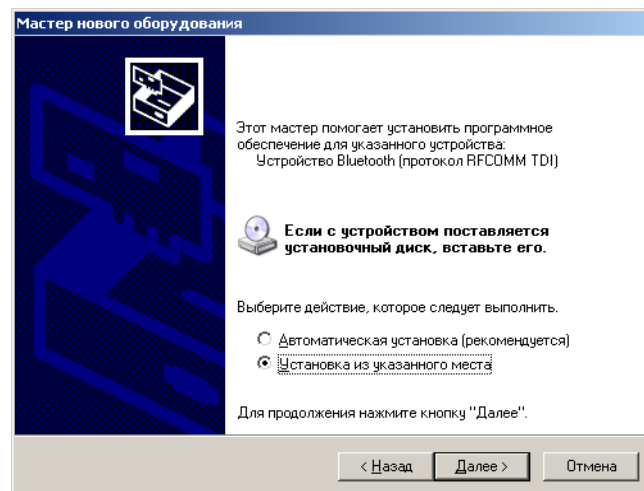 Мастер нового оборудования
Этот мастер помогает установить программное
обеспечение для указанного устройства:
Устройство Bluetooth (протокол RFCOMM TDI)
Если с устройством поставляется
установочный диск, вставьте его.
Выберите действие, которое следует выполнить.
Автоматическая установка (рекомендуется)
Установка из указанного места
Для продолжения нажмите кнопку "Далее".
< Назад Далее > Отмена